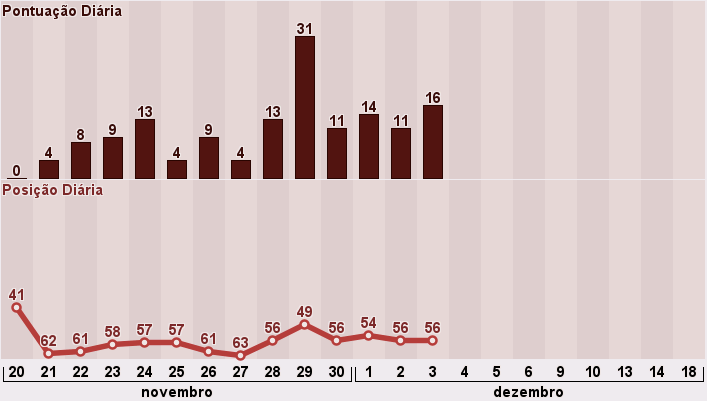 Pontuação Diária
0 4 8 9 13 4 9 4 13 31 11 14 11 16
Posição Diária
41 62 61 58 57 57 61 63 56 49 56 54 56 56
20 21 22 23 24 25 26 27 28 29 30 1 2 3 4 5 6 9 10 13 14 18
novembro dezembro